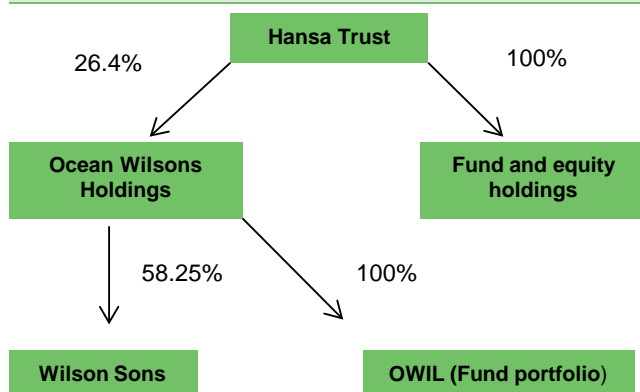 Hansa Trust
26.4%
100%
Ocean Wilsons
Holdings
Fund and equity
holdings
58.25%
100%
Wilson Sons
OWIL (Fund portfolio)